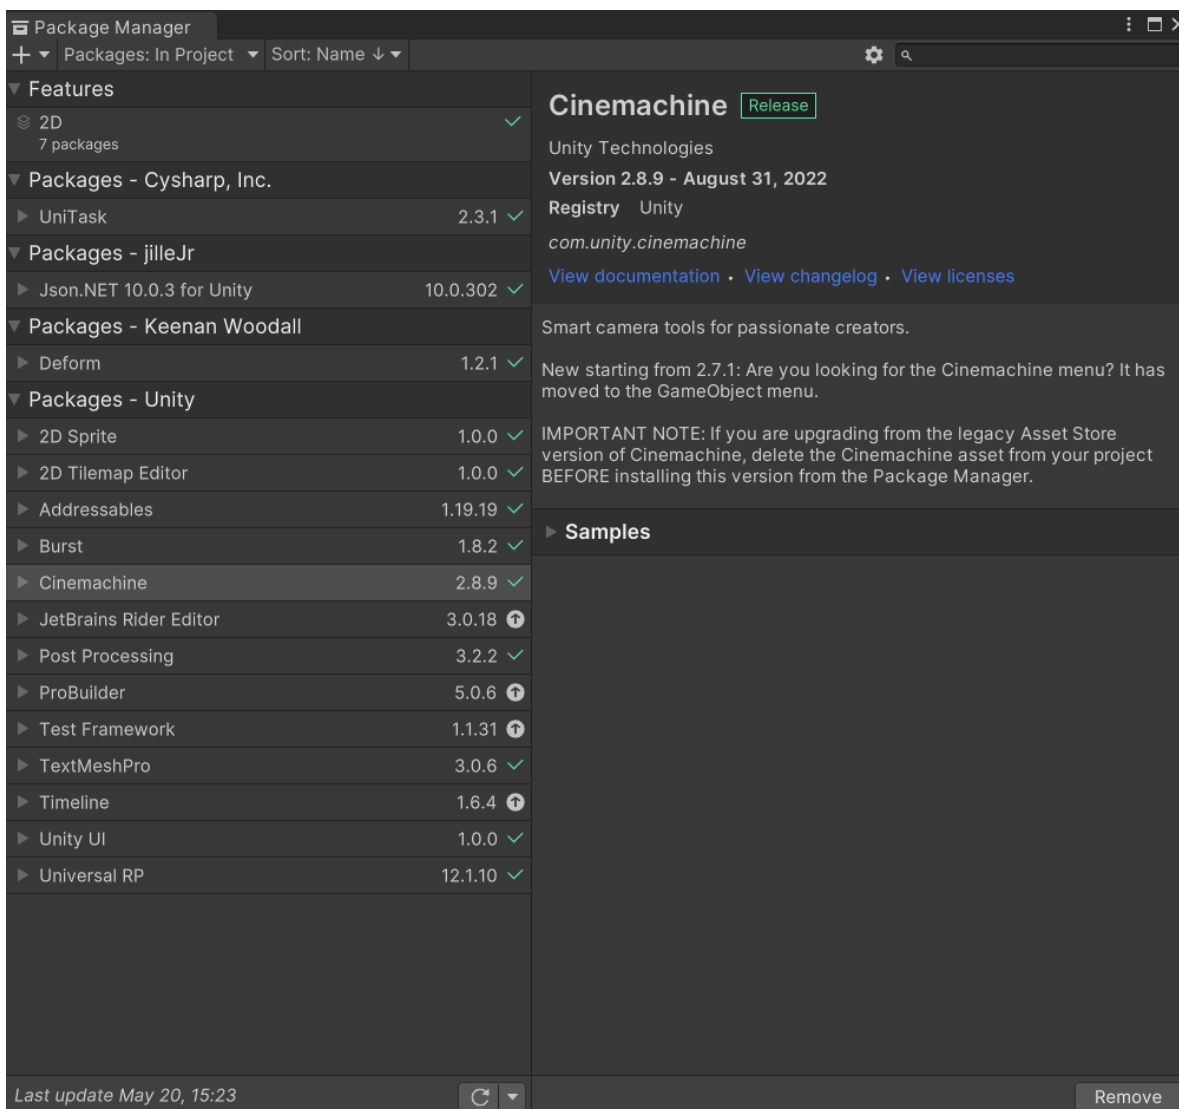 Package Manager
Packages: In Project Sort: Name ↓
Features
2D
7 packages
Packages - Cysharp, Inc.
UniTask 2.3.1
Packages - jilleJr
Json.NET 10.0.3 for Unity 10.0.302
Packages - Keenan Woodall
Deform 1.2.1
Packages - Unity
2D Sprite 1.0.0
2D Tilemap Editor 1.0.0
Addressables 1.19.19
Burst 1.8.2
Cinemachine 2.8.9
JetBrains Rider Editor 3.0.18
Post Processing 3.2.2
ProBuilder 5.0.6
Test Framework 1.1.31
TextMeshPro 3.0.6
Timeline 1.6.4
Unity UI 1.0.0
Universal RP 12.1.10
Last update May 20, 15:23
Cinemachine Release
Unity Technologies
Version 2.8.9 - August 31, 2022
Registry Unity
com.unity.cinemachine
View documentation • View changelog • View licenses
Smart camera tools for passionate creators.
New starting from 2.7.1: Are you looking for the Cinemachine menu? It has
moved to the GameObject menu.
IMPORTANT NOTE: If you are upgrading from the legacy Asset Store
version of Cinemachine, delete the Cinemachine asset from your project
BEFORE installing this version from the Package Manager.
Samples
Remove